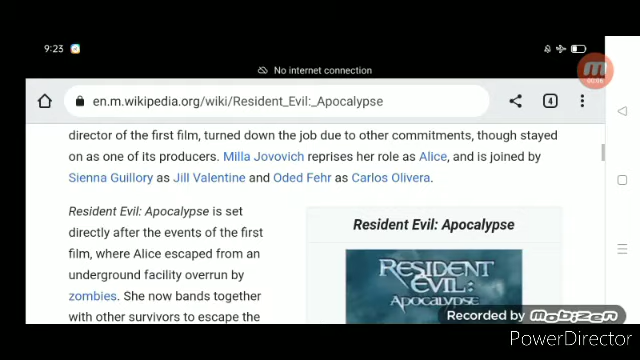 9:23
No internet connection
en.m.wikipedia.org/wiki/Resident_Evil:_Apocalypse
4
director of the first film, turned down the job due to other commitments, though stayed
on as one of its producers. Milla Jovovich reprises her role as Alice, and is joined by
Sienna Guillory as Jill Valentine and Oded Fehr as Carlos Olivera.
Resident Evil: Apocalypse is set
directly after the events of the first
film, where Alice escaped from an
underground facility overrun by
zombies. She now bands together
with other survivors to escape the
Resident Evil: Apocalypse
RESIDENT
EVIL:
APOCALYPSE
Recorded by mobizen
PowerDirector